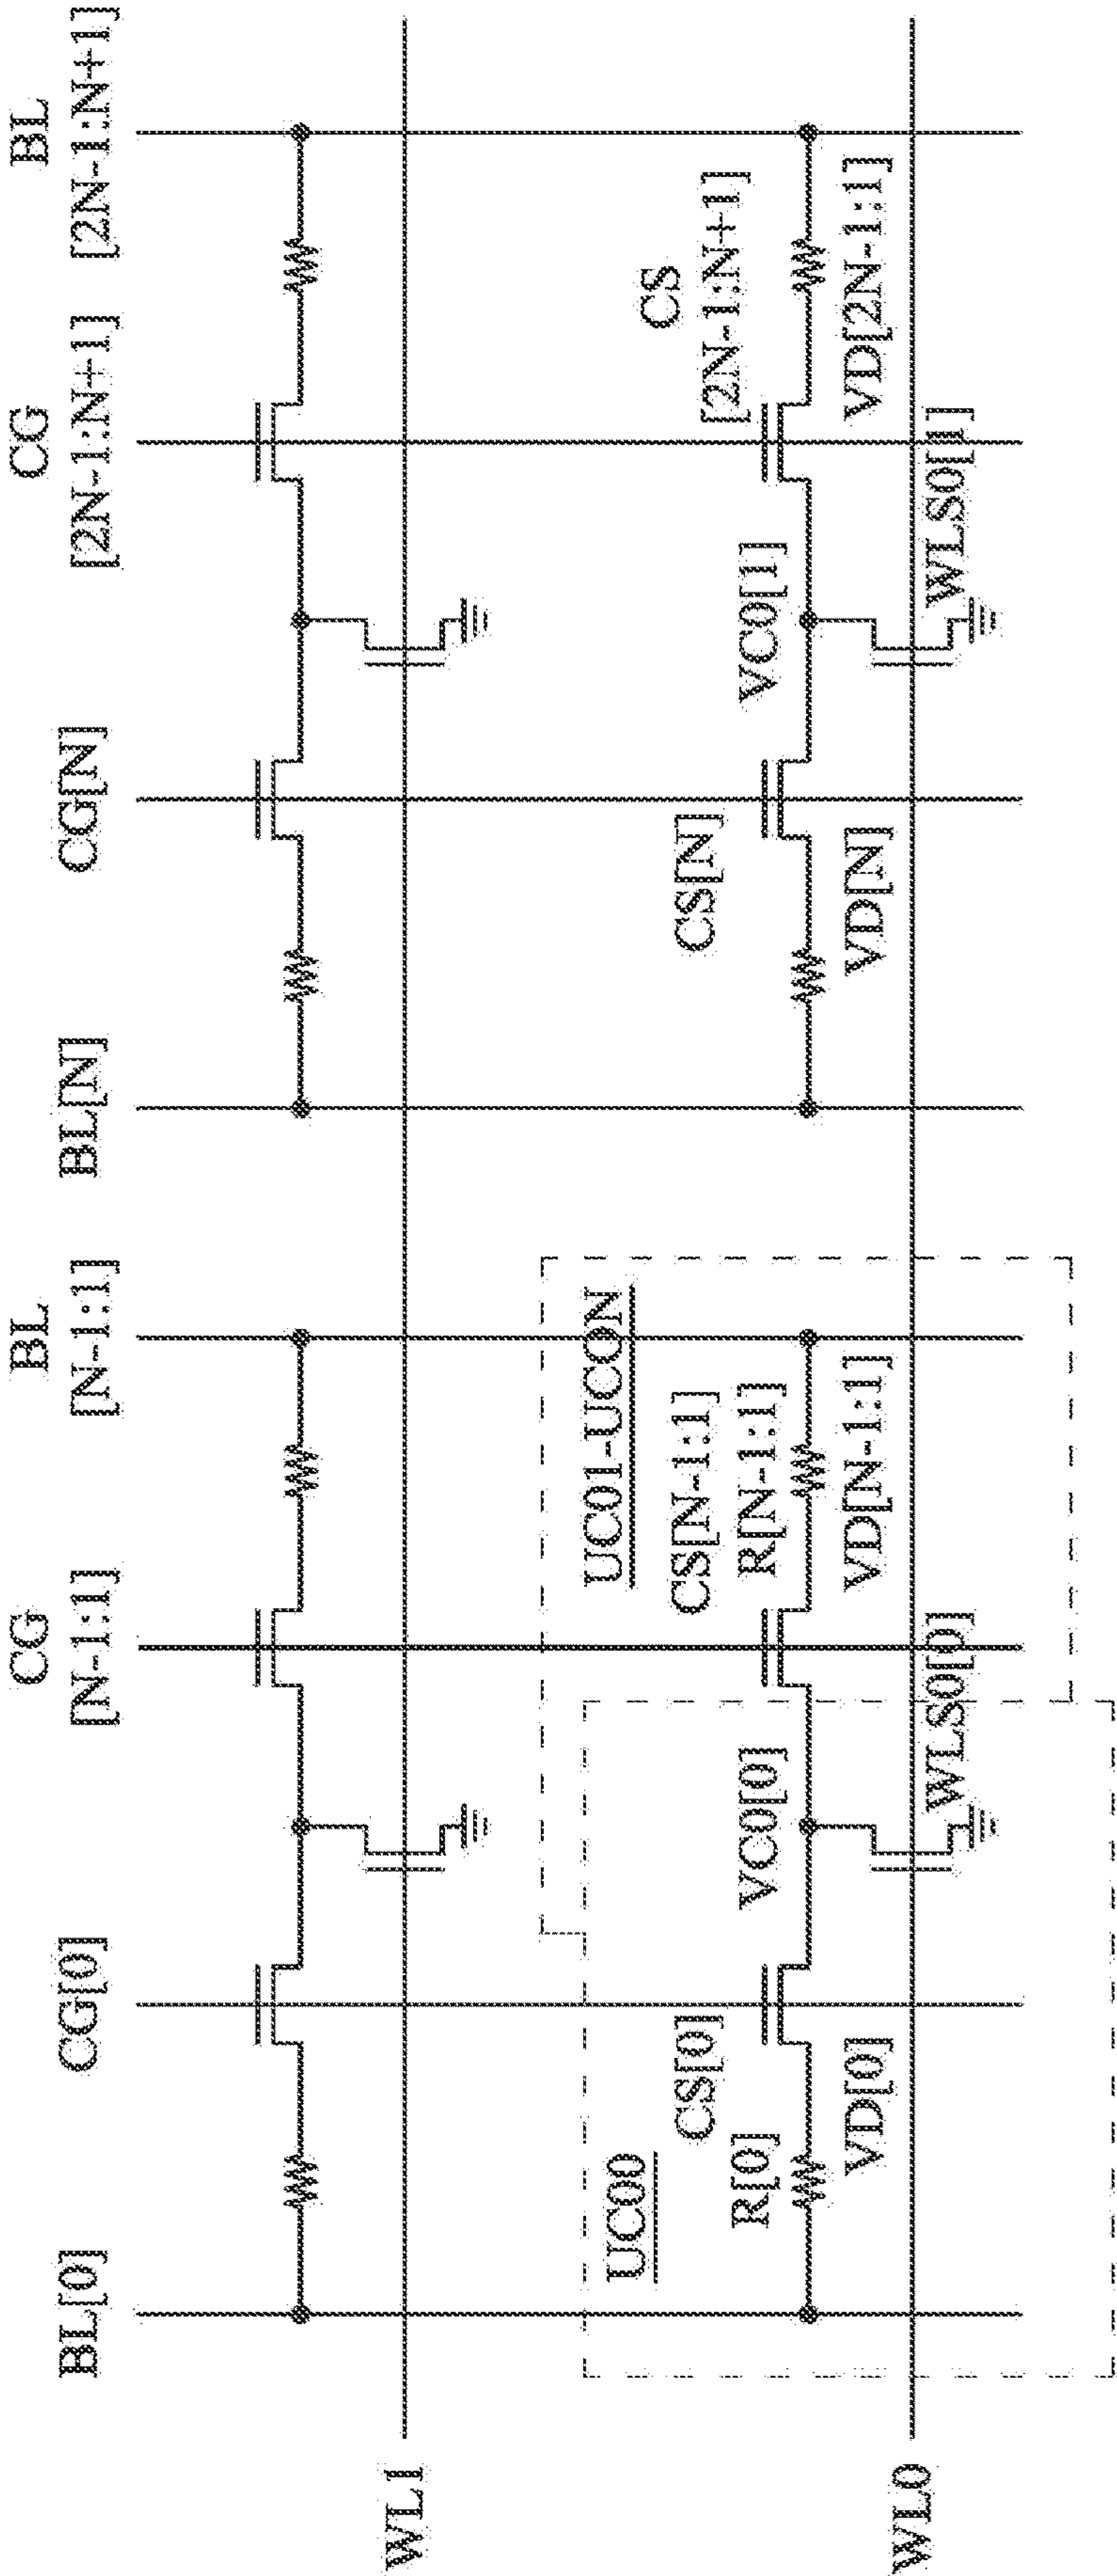 BL[0]
CG[0]
CG
[N-1:1]
BL
[N-1:1]
BL[N]
CG[N]
CG
[2N-1:N+1]
BL
[2N-1:N+1]
WL1
UC00
UC01-UCON
CS[0]
R[0]
VD[0]
VC0[0]
WLS0[0]
CS[N-1:1]
R[N-1:1]
VD[N-1:1]
CS[N]
VD[N]
VC0[1]
WLS0[1]
CS
[2N-1:N+1]
VD[2N-1:1]
WL0